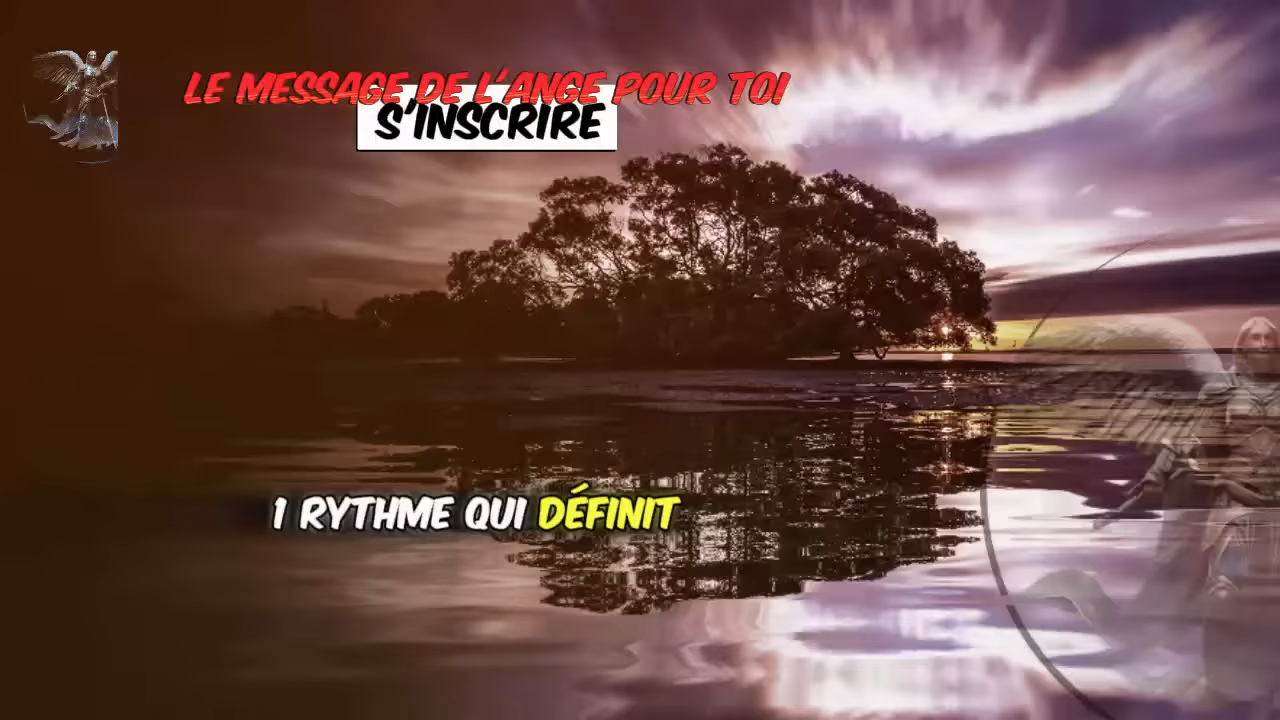 LE MESSAGE DE L'ANGE POUR TOI
S'INSCRIRE
1 RYTHME QUI DÉFINIT